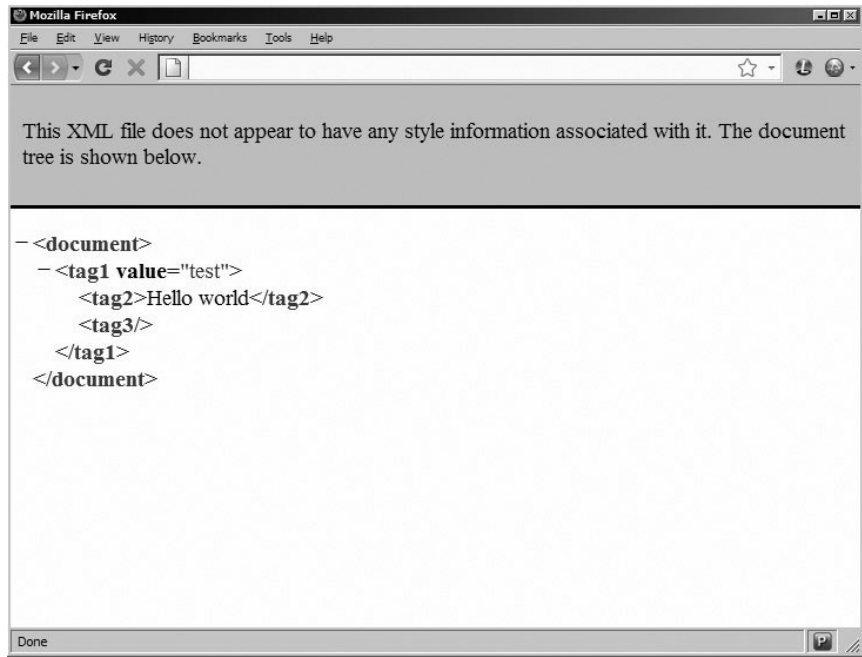 Mozilla Firefox
File Edit View History Bookmarks Tools Help
This XML file does not appear to have any style information associated with it. The document
tree is shown below.
− <document>
− <tag1 value="test">
<tag2>Hello world</tag2>
<tag3/>
</tag1>
</document>
Done